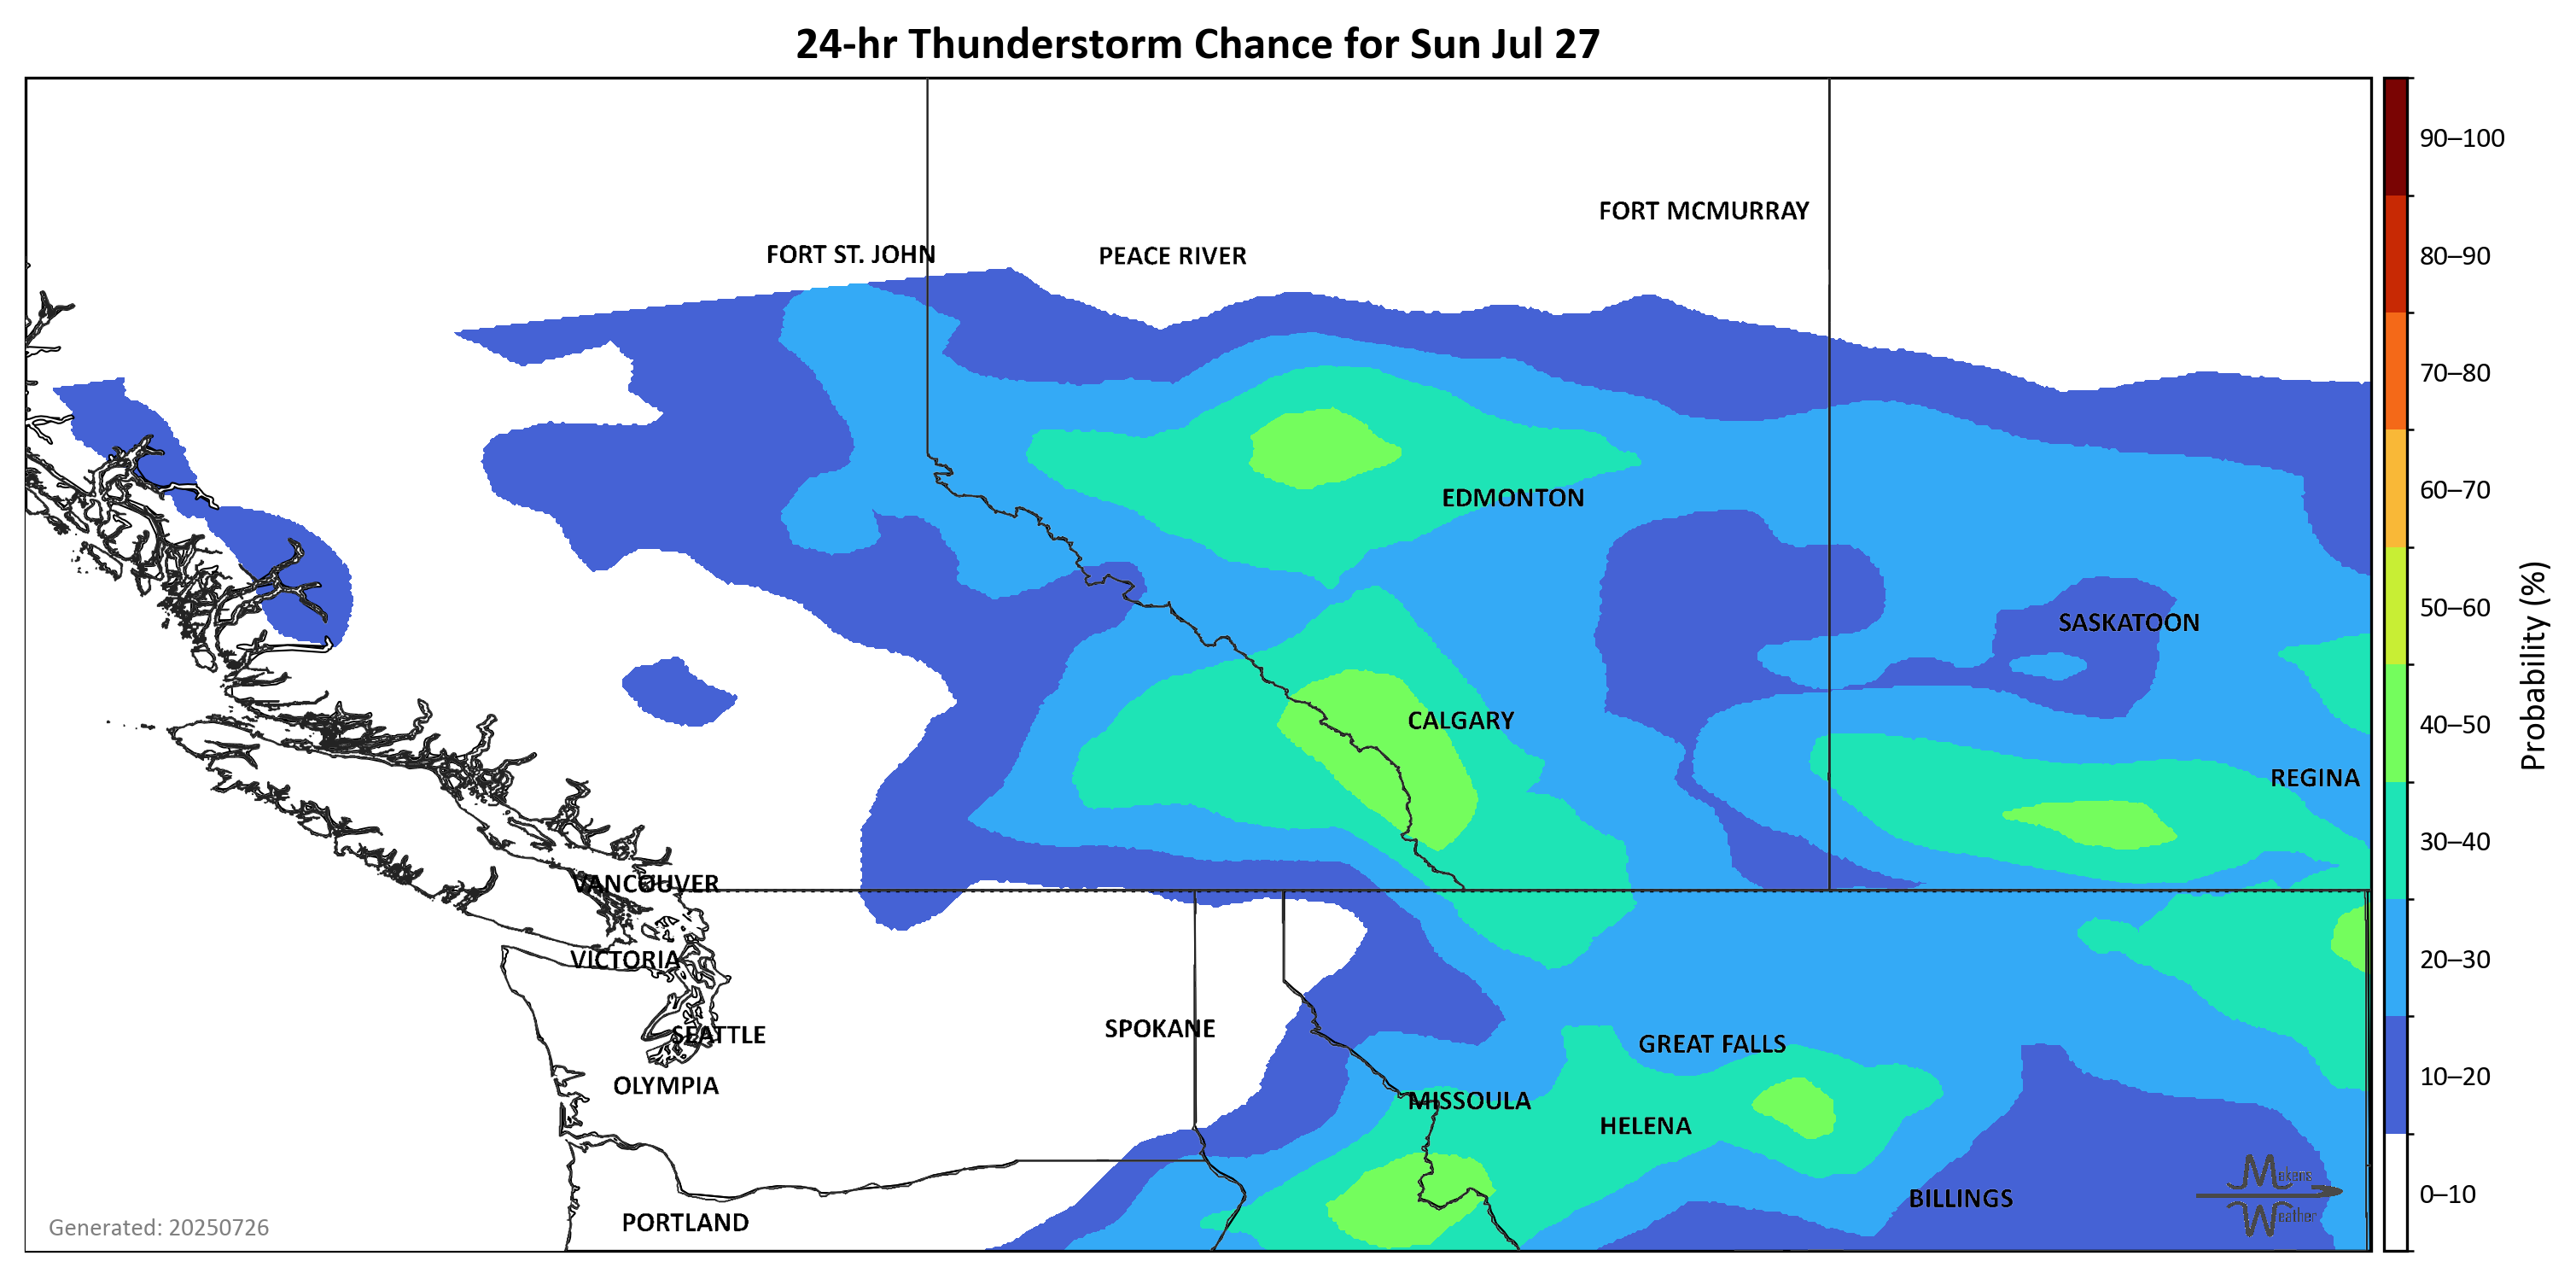 24-hr Thunderstorm Chance for Sun Jul 27
90–100
FORT MCMURRAY
FORT ST. JOHN
PEACE RIVER
80–90
70–80
60–70
EDMONTON
50–60
SASKATOON
Probability (%)
CALGARY
40–50
REGINA
30–40
VANCOUVER
VICTORIA
20–30
SPOKANE
SEATTLE
GREAT FALLS
OLYMPIA
10–20
MISSOULA
HELENA
Mekens
Weather
BILLINGS
0–10
PORTLAND
Generated: 20250726